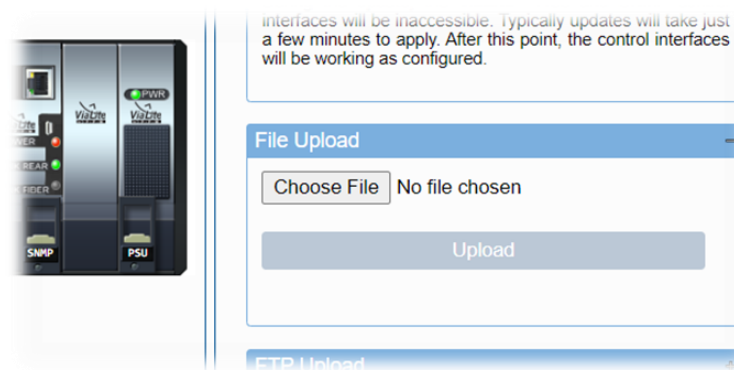 interfaces will be inaccessible. Typically updates will take just
a few minutes to apply. After this point, the control interfaces
will be working as configured.
PWR
ViaLite
ViaLite
REAR
FIBER
SNMP
PSU
File Upload
Choose File No file chosen
Upload
FTP Upload